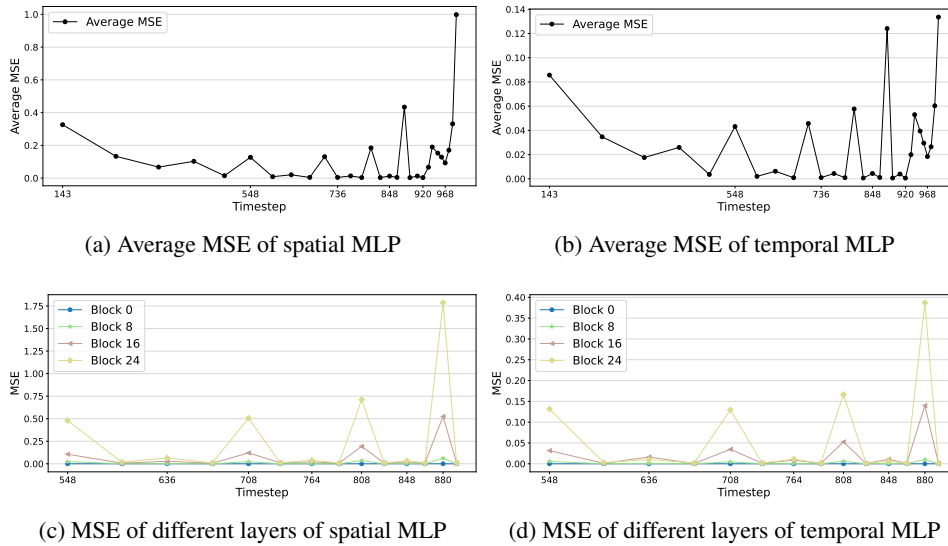 Average MSE
1.0
0.8
0.6
0.4
0.2
0.0
Average MSE
143
548
736
848
920
968
Timestep
(a) Average MSE of spatial MLP
Average MSE
0.14
0.12
0.10
0.08
0.06
0.04
0.02
0.00
Average MSE
143
548
736
848
920
968
Timestep
(b) Average MSE of temporal MLP
Block 0
Block 8
Block 16
Block 24
1.75
1.50
1.25
1.00
0.75
0.50
0.25
0.00
MSE
548
636
708
764
808
848
880
Timestep
(c) MSE of different layers of spatial MLP
Block 0
Block 8
Block 16
Block 24
0.40
0.35
0.30
0.25
0.20
0.15
0.10
0.05
0.00
MSE
548
636
708
764
808
848
880
Timestep
(d) MSE of different layers of temporal MLP